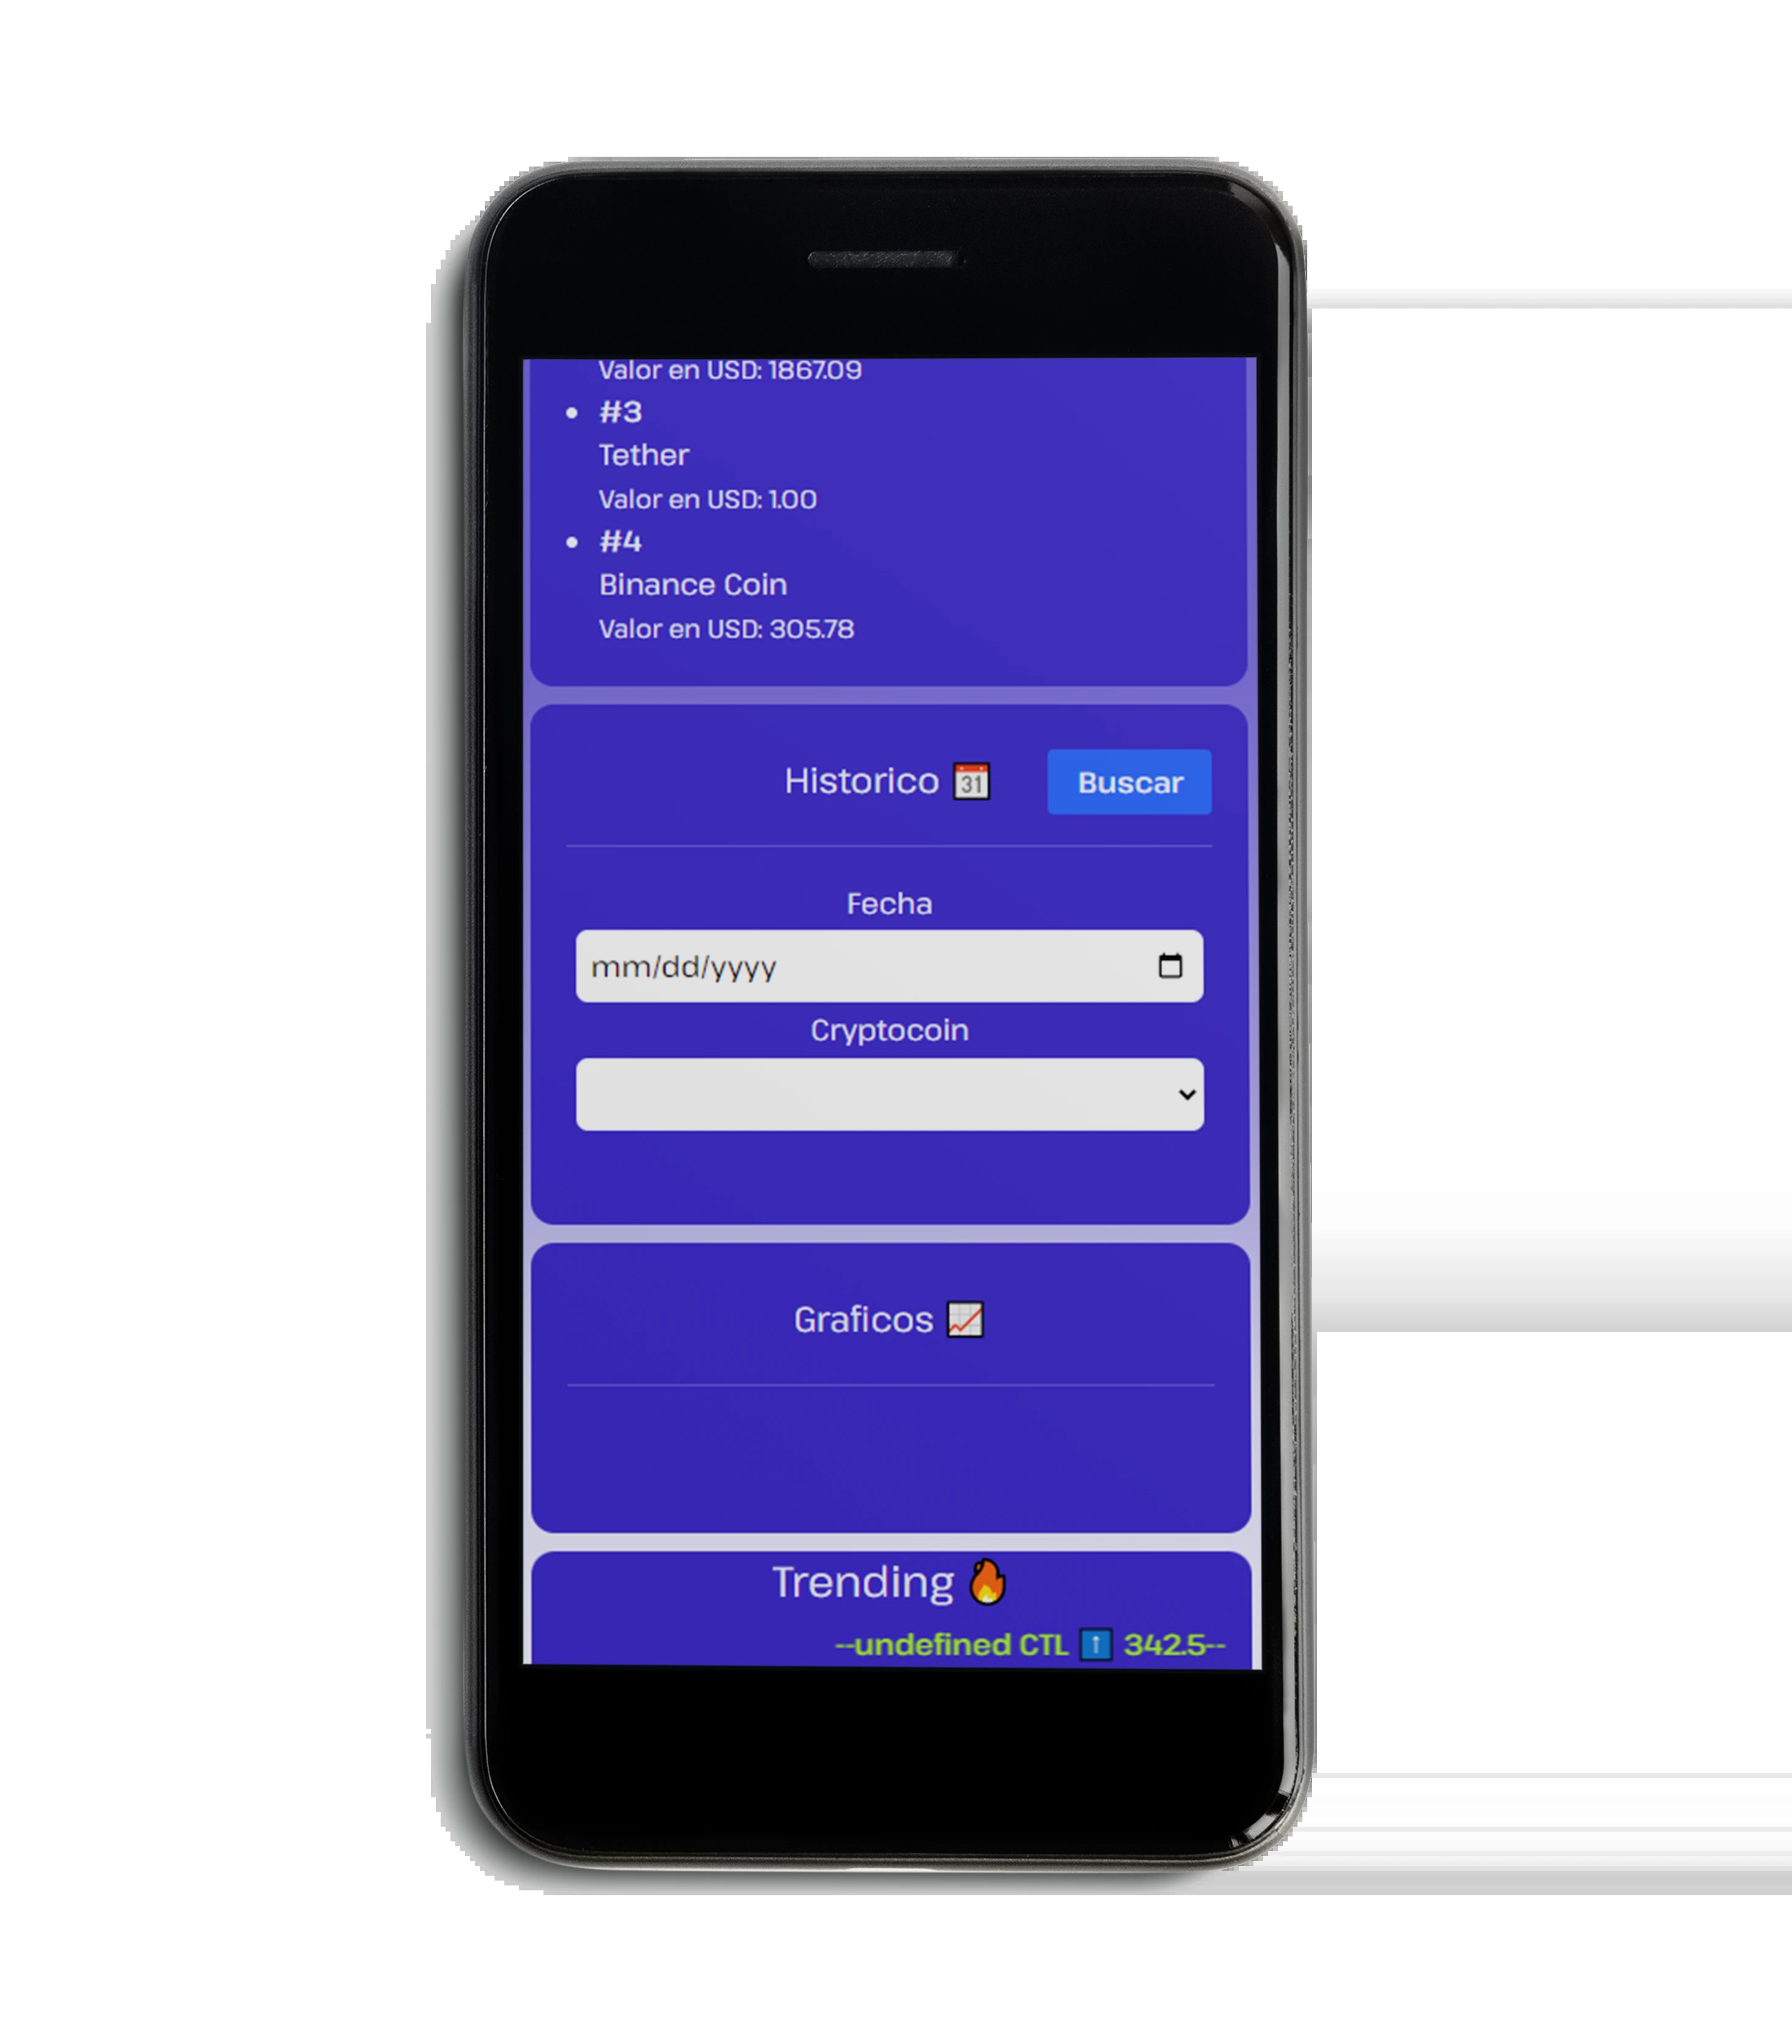 Valor en USD: 1867.09
#3
Tether
Valor en USD: 1.00
#4
Binance Coin
Valor en USD: 305.78
Historico 📅 Buscar
Fecha
mm/dd/yyyy
Cryptocoin
Graficos 📈
Trending 🔥
--undefined CTL ⬆️ 342.5--